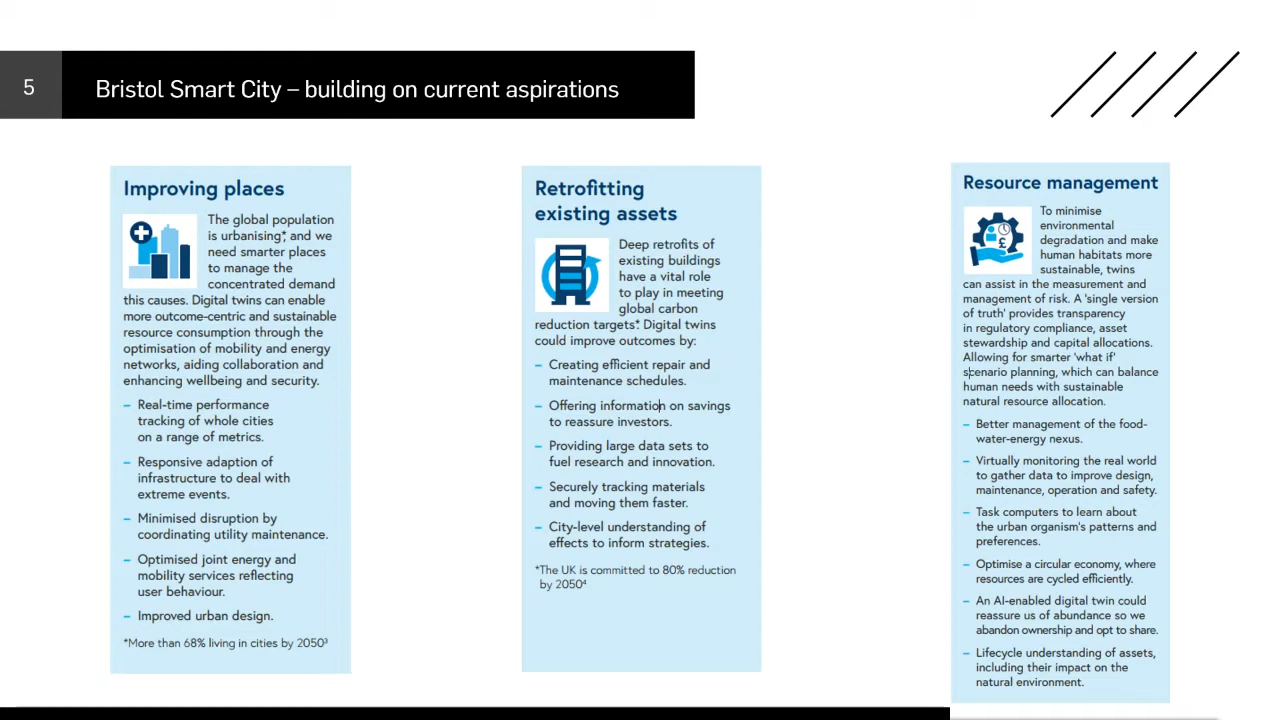 5
Bristol Smart City – building on current aspirations
Improving places
The global population
is urbanising*, and we
need smarter places
to manage the
concentrated demand
this causes. Digital twins can enable
more outcome-centric and sustainable
resource consumption through the
optimisation of mobility and energy
networks, aiding collaboration and
enhancing wellbeing and security.
– Real-time performance
tracking of whole cities
on a range of metrics.
– Responsive adaption of
infrastructure to deal with
extreme events.
– Minimised disruption by
coordinating utility maintenance.
– Optimised joint energy and
mobility services reflecting
user behaviour.
– Improved urban design.
*More than 68% living in cities by 2050³
Retrofitting
existing assets
Deep retrofits of
existing buildings
have a vital role
to play in meeting
global carbon
reduction targets*. Digital twins
could improve outcomes by:
– Creating efficient repair and
maintenance schedules.
– Offering information on savings
to reassure investors.
– Providing large data sets to
fuel research and innovation.
– Securely tracking materials
and moving them faster.
– City-level understanding of
effects to inform strategies.
*The UK is committed to 80% reduction
by 2050⁴
Resource management
£
To minimise
environmental
degradation and make
human habitats more
sustainable, twins
can assist in the measurement and
management of risk. A ‘single version
of truth’ provides transparency
in regulatory compliance, asset
stewardship and capital allocations.
Allowing for smarter ‘what if’
scenario planning, which can balance
human needs with sustainable
natural resource allocation.
– Better management of the food-
water-energy nexus.
– Virtually monitoring the real world
to gather data to improve design,
maintenance, operation and safety.
– Task computers to learn about
the urban organism’s patterns and
preferences.
– Optimise a circular economy, where
resources are cycled efficiently.
– An AI-enabled digital twin could
reassure us of abundance so we
abandon ownership and opt to share.
– Lifecycle understanding of assets,
including their impact on the
natural environment.